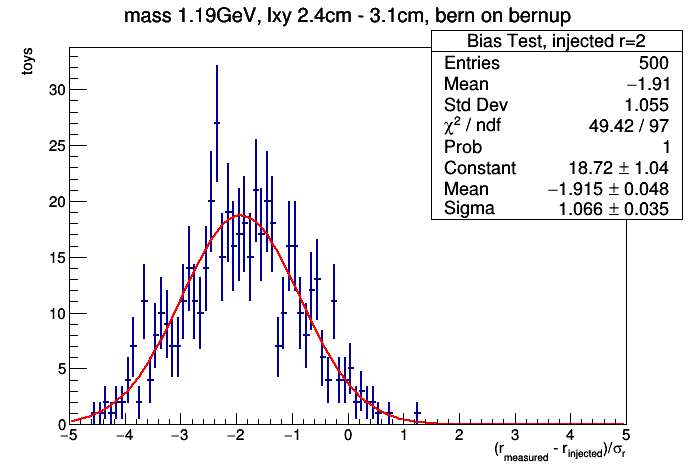 mass 1.19GeV, lxy 2.4cm - 3.1cm, bern on bernup
toys
Bias Test, injected r=2
Entries 500
Mean −1.91
Std Dev 1.055
χ² / ndf 49.42 / 97
Prob 1
Constant 18.72 ± 1.04
Mean −1.915 ± 0.048
Sigma 1.066 ± 0.035
30
25
20
15
10
5
0
−5 −4 −3 −2 −1 0 1 2 3 4 5
(r_measured - r_injected)/σ_r